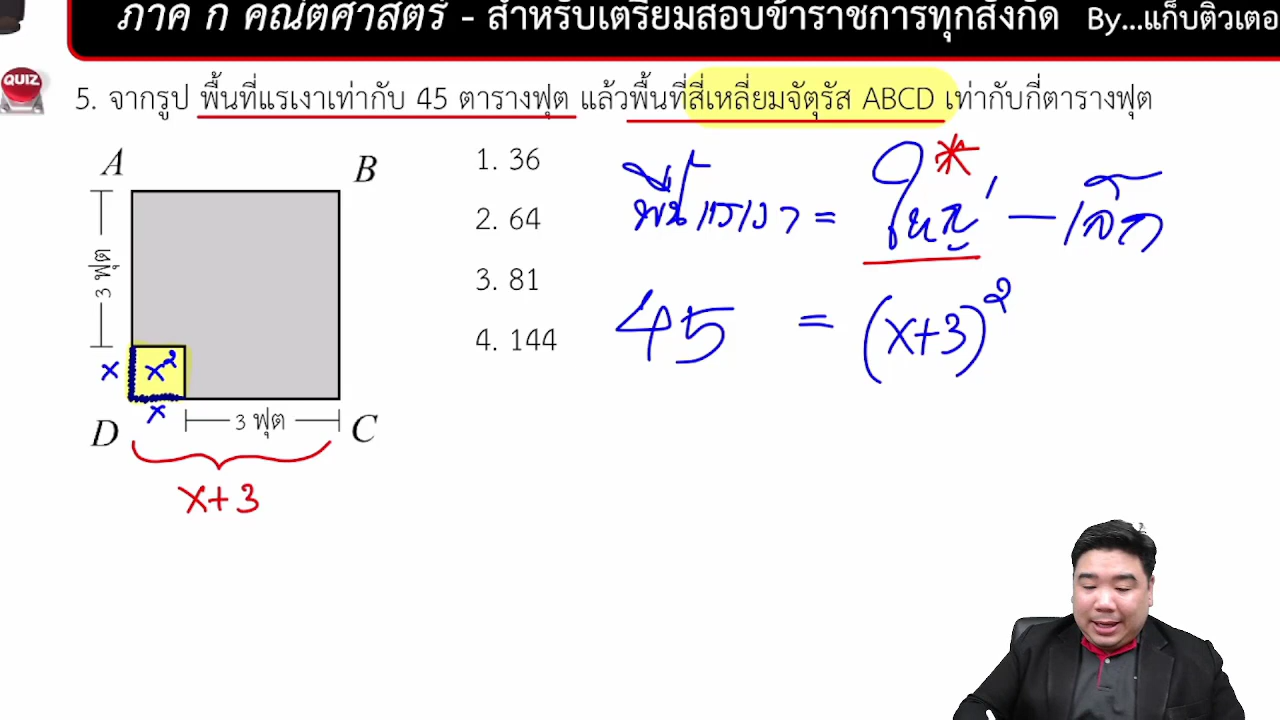 ภาค ก คณิตศาสตร์ - สำหรับเตรียมสอบข้าราชการทุกสังกัด By...แก็บติวเตอ
QUIZ
5. จากรูป พื้นที่แรเงาเท่ากับ 45 ตารางฟุต แล้วพื้นที่สี่เหลี่ยมจัตุรัส ABCD เท่ากับกี่ตารางฟุต
A
B
3 ฟุต
x
x²
x
D
3 ฟุต
C
x+3
1. 36
2. 64
3. 81
4. 144
พื้นที่แรเงา = ใหญ่ - เล็ก
45 = (x+3)²